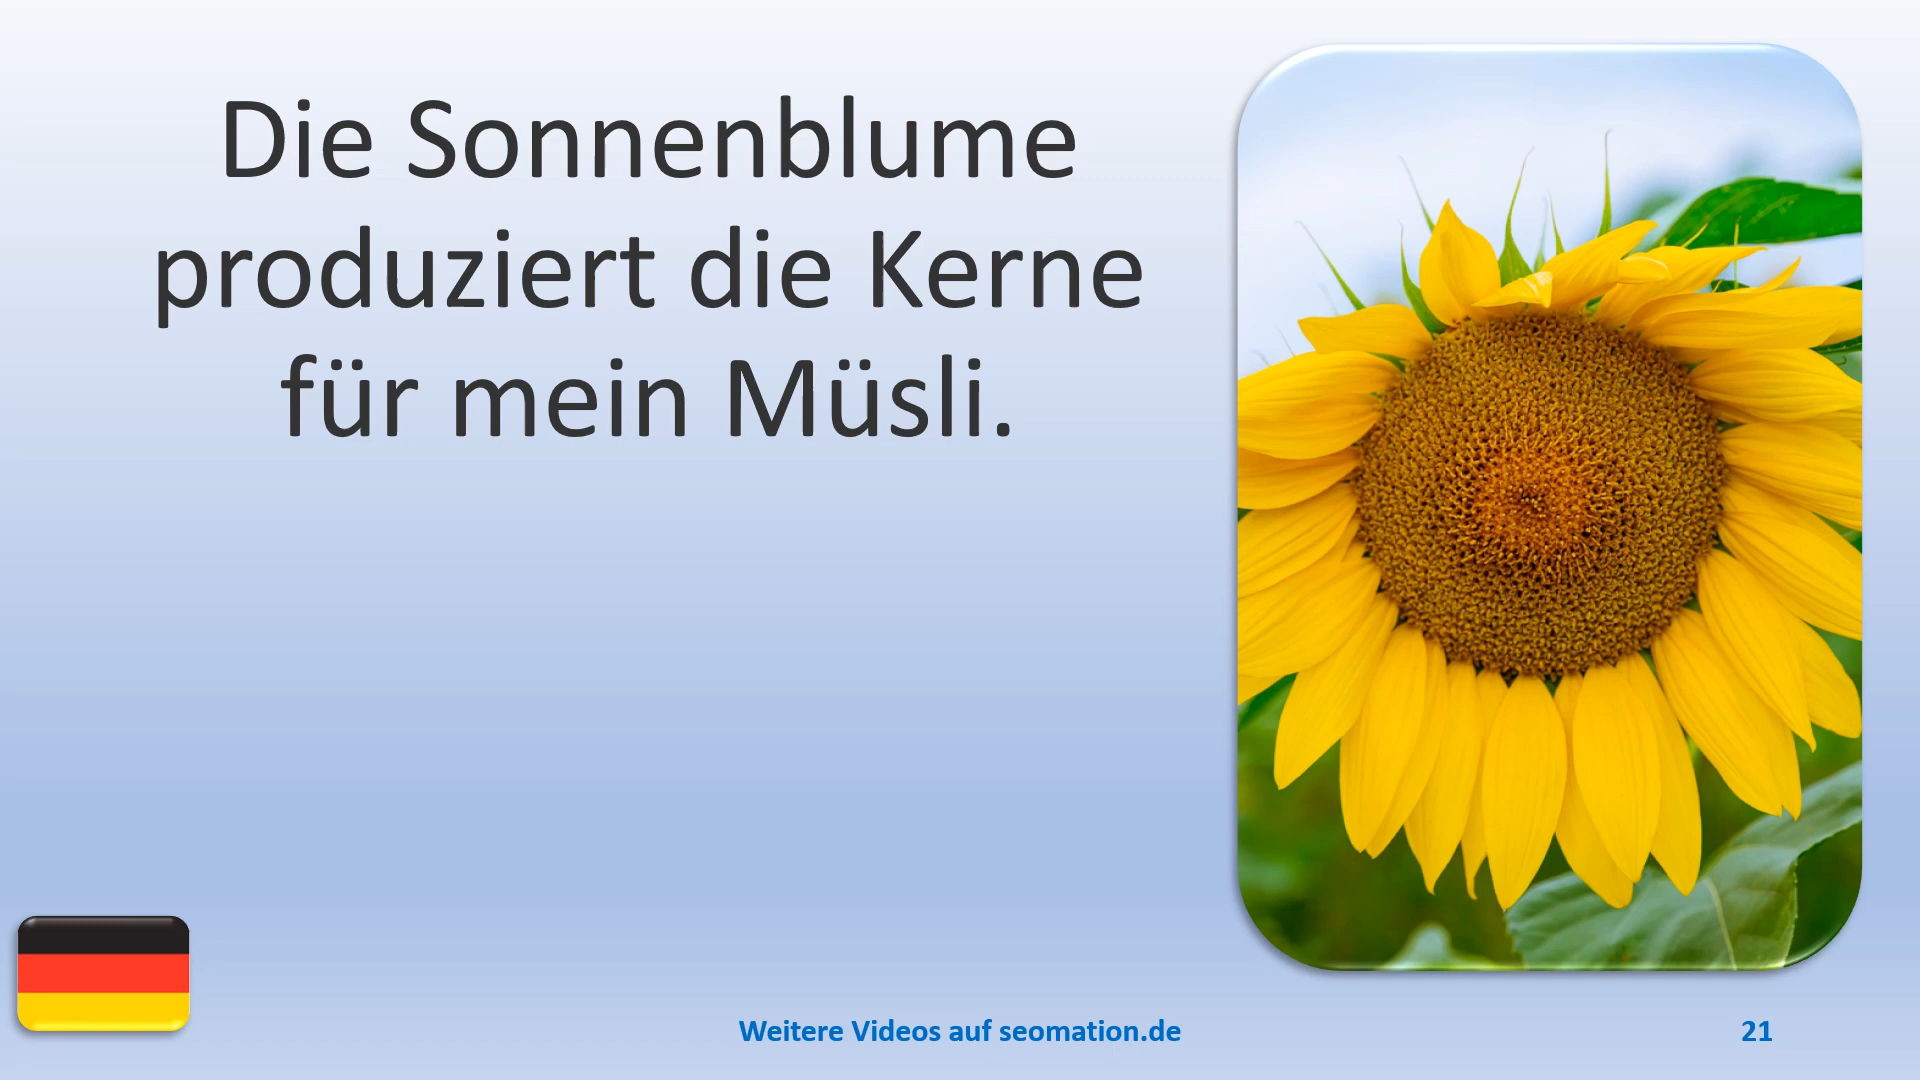 Die Sonnenblume
produziert die Kerne
für mein Müsli.
Weitere Videos auf seomation.de
21